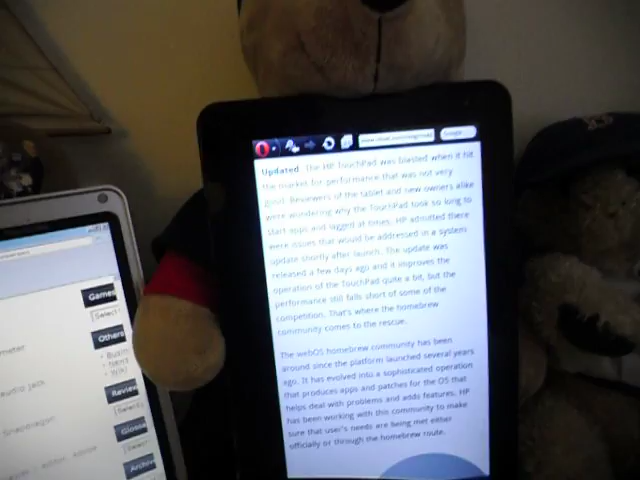 Updated The HP TouchPad was blasted when it hit
the market for performance that was not very
good. Reviewers of the tablet and new owners alike
were wondering why the TouchPad took so long to
start apps and lagged at times. HP admitted there
were issues that would be addressed in a system
update shortly after launch. The update was
released a few days ago and it improves the
operation of the TouchPad quite a bit, but the
performance still falls short of some of the
competition. That's where the homebrew
community comes to the rescue.
The webOS homebrew community has been
around since the platform launched several years
ago. It has evolved into a sophisticated operation
that produces apps and patches for the OS that
helps deal with problems and adds features. HP
has been working with this community to make
sure that user's needs are being met either
officially or through the homebrew route.
Games
Select
Others
Review
Select
Select
audio jack
Snapdragon